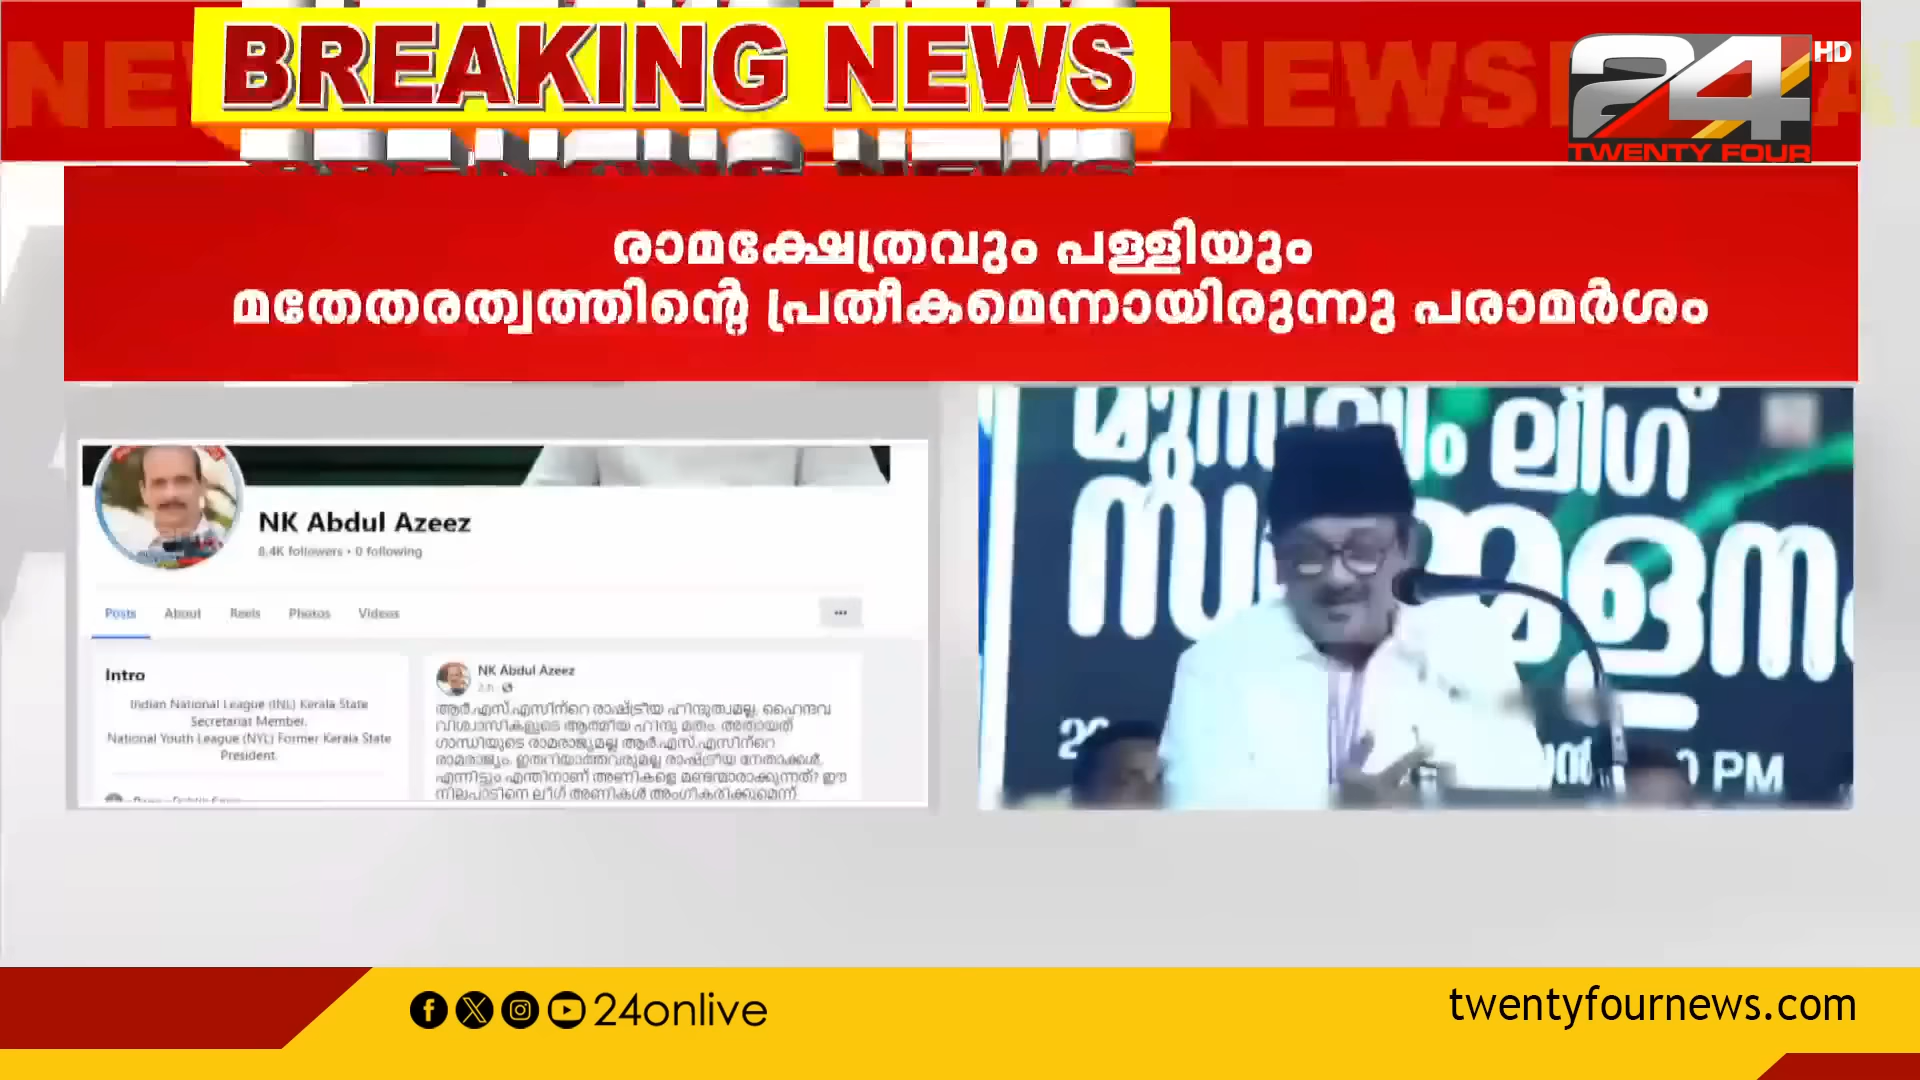 BREAKING NEWS
24 HD
TWENTY FOUR
രാമക്ഷേത്രവും പള്ളിയും
മതേതരത്വത്തിന്റെ പ്രതീകമെന്നായിരുന്നു പരാമർശം
NK Abdul Azeez
8.4K followers • 0 following
Posts About Reels Photos Videos
Intro
Indian National League (INL) Kerala State
Secretariat Member.
National Youth League (NYL) Former Kerala State
President.
NK Abdul Azeez
ആർ.എസ്.എസിന്റെ രാഷ്ട്രീയ ഹിന്ദുത്വമല്ല, ഹൈന്ദവ
വിശ്വാസികളുടെ ആത്മീയ ഹിന്ദു മതം. അതായത്
ഗാന്ധിയുടെ രാമരാജ്യമല്ല ആർ.എസ്.എസിന്റെ
രാമരാജ്യം. ഇതറിയാത്തവരുമല്ല രാഷ്ട്രീയ നേതാക്കൾ,
എന്നിട്ടും എന്തിനാണ് അണികളെ മണ്ടന്മാരാക്കുന്നത്? ഈ
നിലപാടിനെ ലീഗ് അണികൾ അംഗീകരിക്കുമെന്ന്
ലീഗ്
PM
24onlive
twentyfournews.com